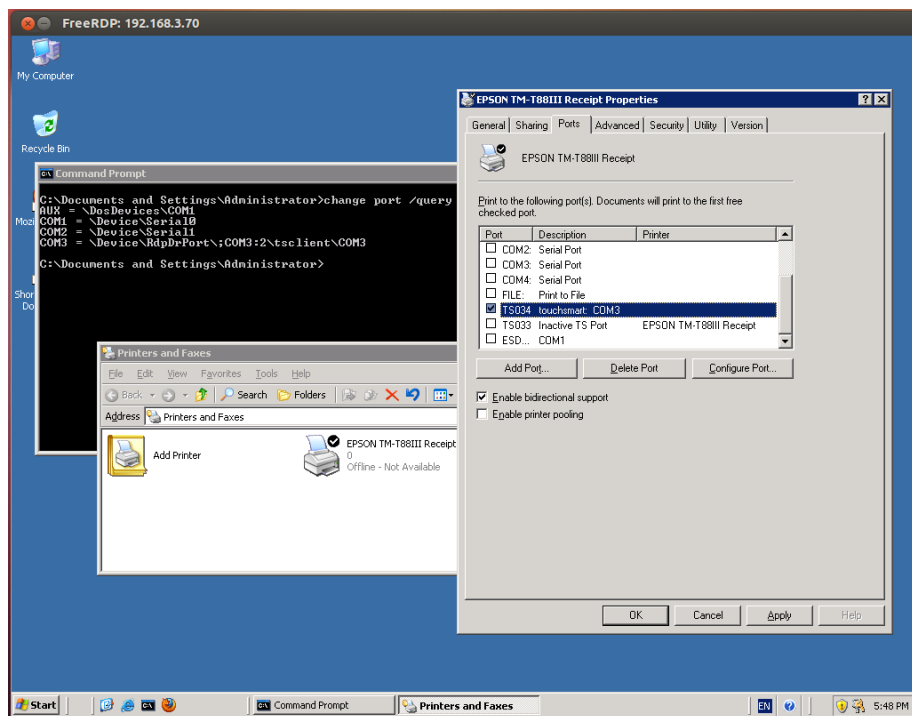 FreeRDP: 192.168.3.70
My Computer
Recycle Bin
Mozi
Shor
Do
Command Prompt
C:\Documents and Settings\Administrator>change port /query
AUX = \DosDevices\COM1
COM1 = \Device\Serial0
COM2 = \Device\Serial1
COM3 = \Device\RdpDrPort\;COM3:2\tsclient\COM3
C:\Documents and Settings\Administrator>
Printers and Faxes
File Edit View Favorites Tools Help
Back Search Folders
Address Printers and Faxes
Add Printer
EPSON TM-T88III Receipt
0
Offline - Not Available
EPSON TM-T88III Receipt Properties
General Sharing Ports Advanced Security Utility Version
EPSON TM-T88III Receipt
Print to the following port(s). Documents will print to the first free
checked port.
Port Description Printer
COM2: Serial Port
COM3: Serial Port
COM4: Serial Port
FILE: Print to File
TS034 touchsmart: COM3
TS033 Inactive TS Port EPSON TM-T88III Receipt
ESD... COM1
Add Port... Delete Port Configure Port...
Enable bidirectional support
Enable printer pooling
OK Cancel Apply Help
Start Command Prompt Printers and Faxes EN 5:48 PM